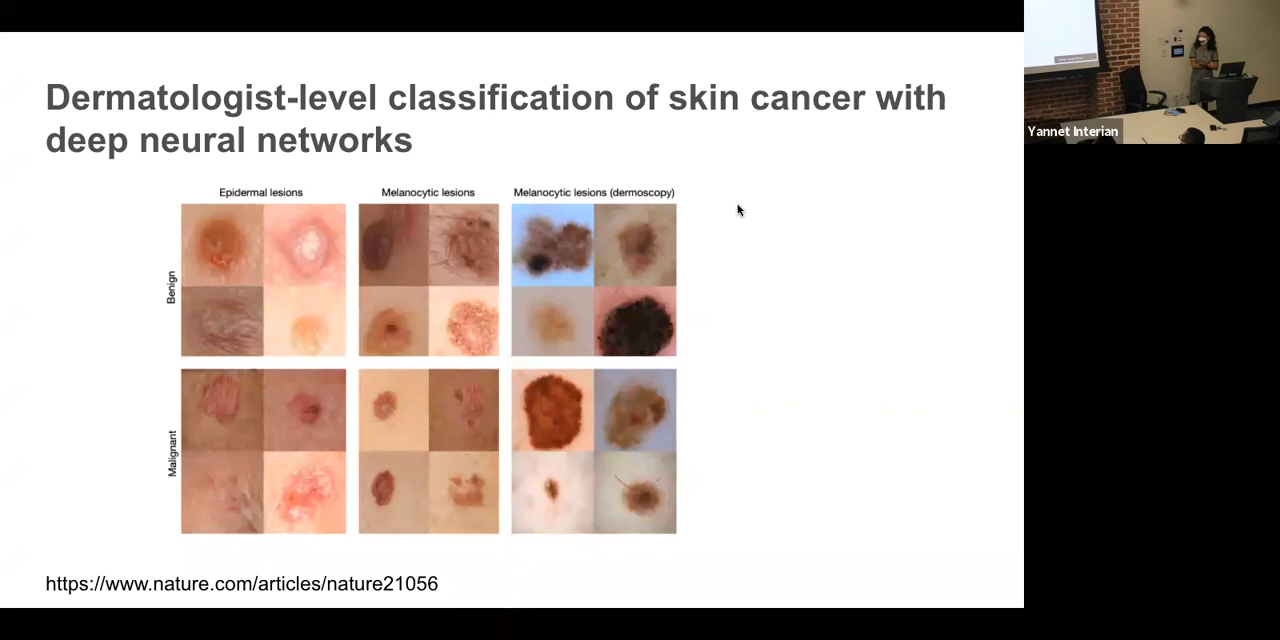 Dermatologist-level classification of skin cancer with
deep neural networks
Epidermal lesions
Melanocytic lesions
Melanocytic lesions (dermoscopy)
Benign
Malignant
https://www.nature.com/articles/nature21056
Yannet Interian